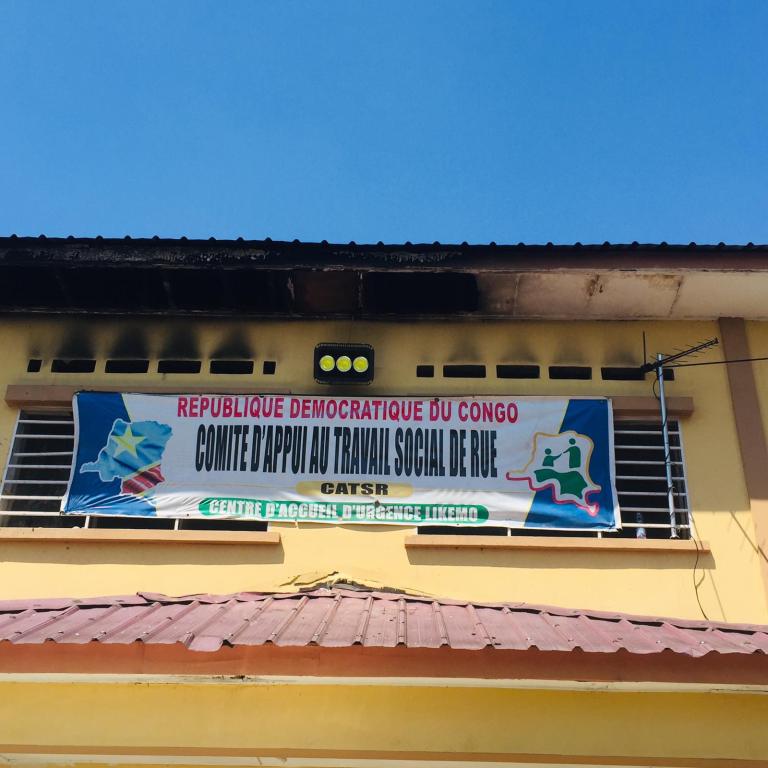 REPUBLIQUE DEMOCRATIQUE DU CONGO
COMITE D'APPUI AU TRAVAIL SOCIAL DE RUE
CATSR
CENTRE D'ACCUEIL D'URGENCE LIKEMO